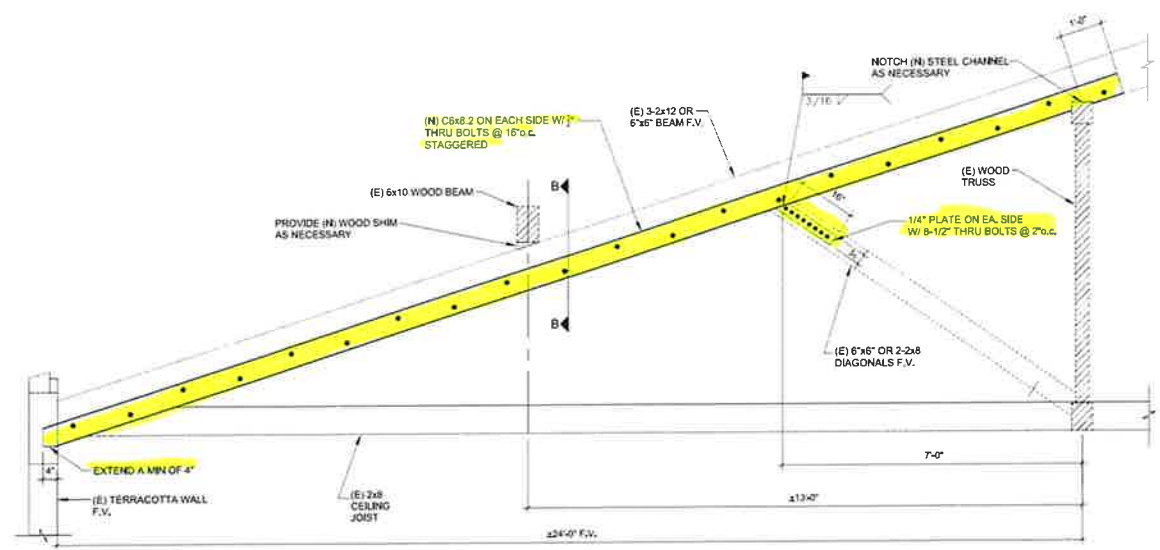 1'-0"
NOTCH (N) STEEL CHANNEL
AS NECESSARY
3/16
(E) 3-2x12 OR
6"x6" BEAM F.V.
(N) C6x8.2 ON EACH SIDE W/
THRU BOLTS @ 16"o.c.
STAGGERED
(E) WOOD
TRUSS
(E) 6x10 WOOD BEAM
B
16"
PROVIDE (N) WOOD SHIM
AS NECESSARY
1/4" PLATE ON EA. SIDE
W/ 8-1/2" THRU BOLTS @ 2"o.c.
B
(E) 6"x6" OR 2-2x8
DIAGONALS F.V.
4"
EXTEND A MIN OF 4"
7'-0"
(E) TERRACOTTA WALL
F.V.
(E) 2x8
CEILING
JOIST
±13'-0"
±24'-0" F.V.